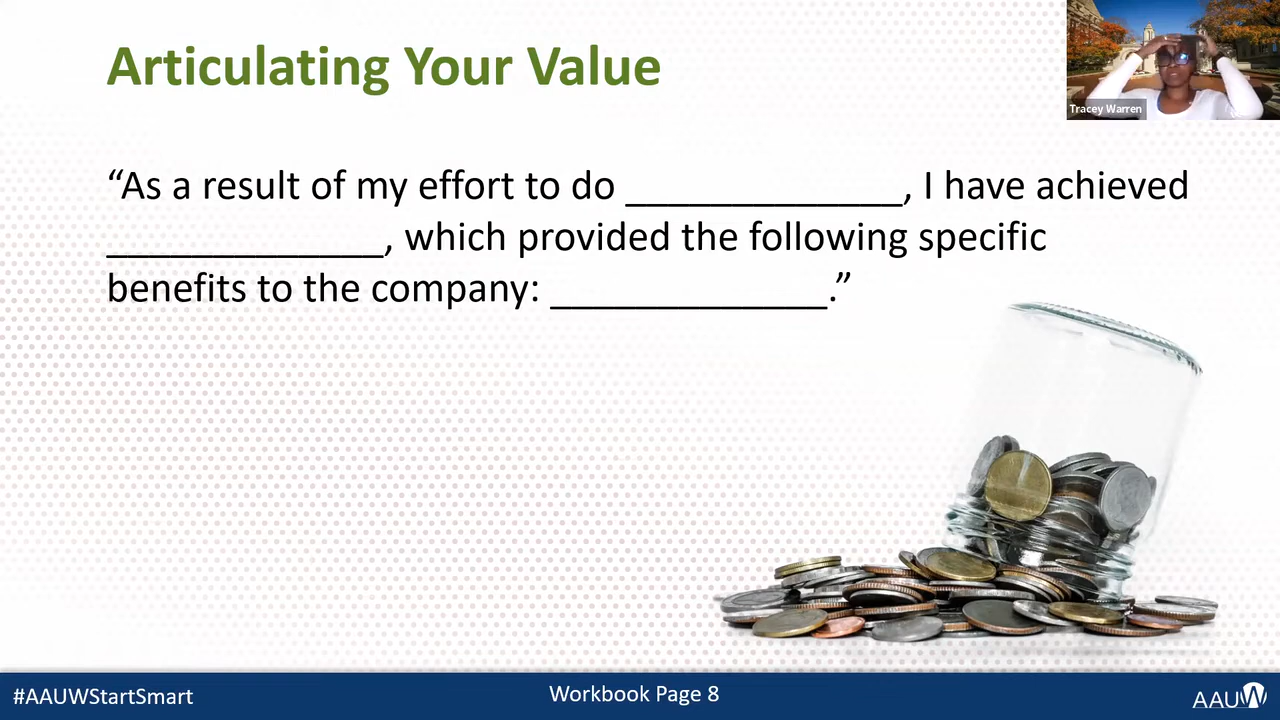 Articulating Your Value
Tracey Warren
“As a result of my effort to do _____________, I have achieved
_____________, which provided the following specific
benefits to the company: _____________.”
#AAUWStartSmart
Workbook Page 8
AAUW